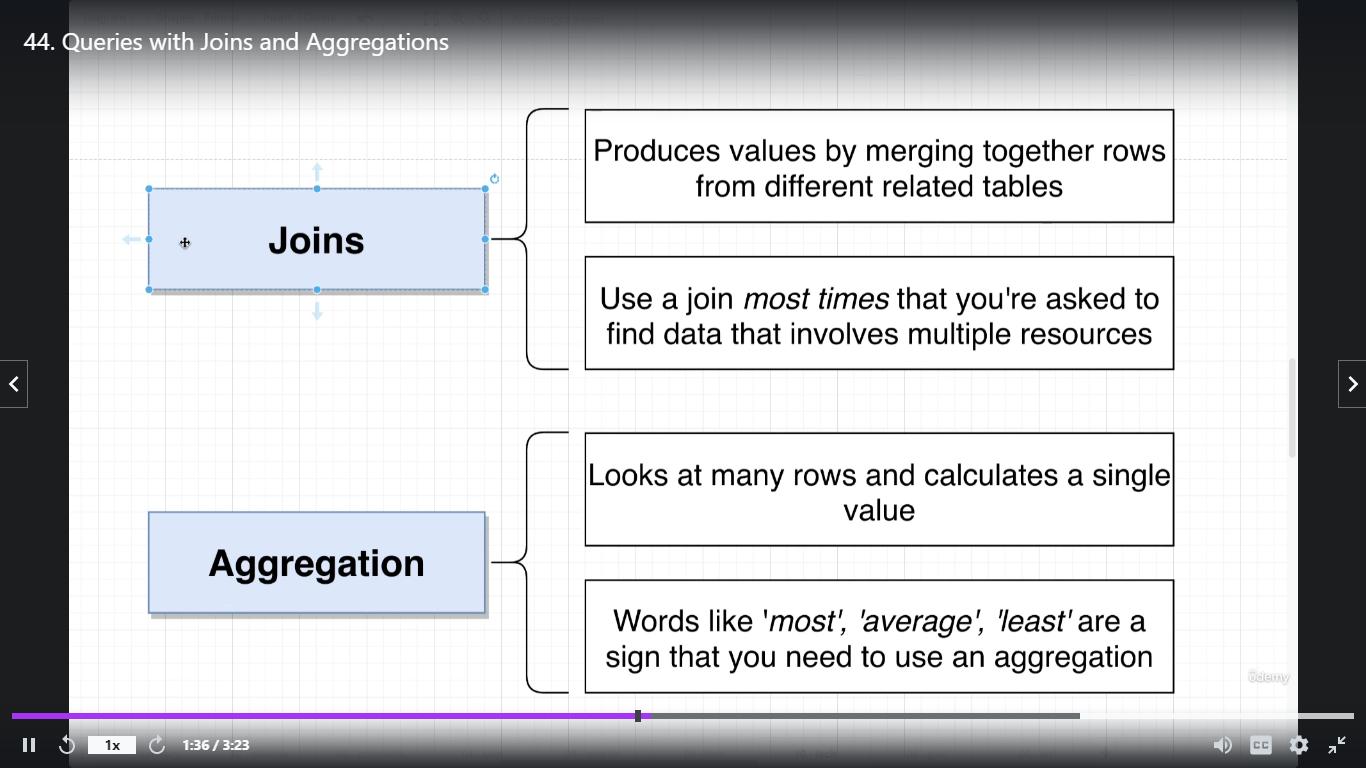 44. Queries with Joins and Aggregations
Produces values by merging together rows
from different related tables
Joins
Use a join most times that you're asked to
find data that involves multiple resources
Looks at many rows and calculates a single
value
Aggregation
Words like 'most', 'average', 'least' are a
sign that you need to use an aggregation
ûdemy
1x
1:36 / 3:23
CC